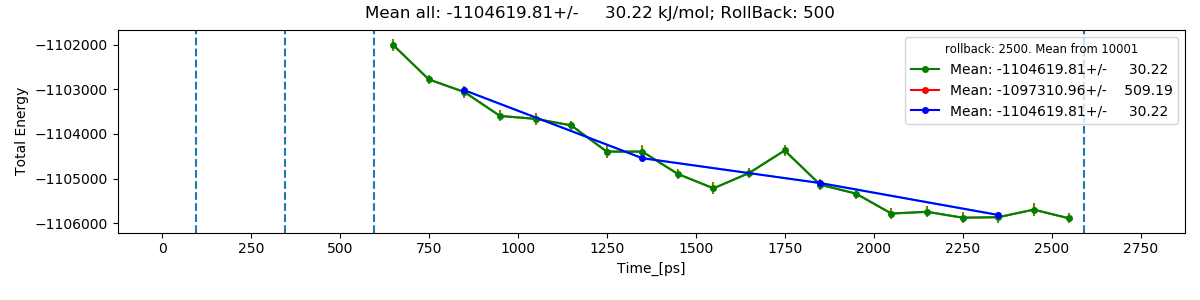 Mean all: -1104619.81+/-     30.22 kJ/mol; RollBack: 500
rollback: 2500. Mean from 10001
Mean: -1104619.81+/-     30.22
Mean: -1097310.96+/-    509.19
Mean: -1104619.81+/-     30.22
Total Energy
−1102000
−1103000
−1104000
−1105000
−1106000
0 250 500 750 1000 1250 1500 1750 2000 2250 2500 2750
Time_[ps]